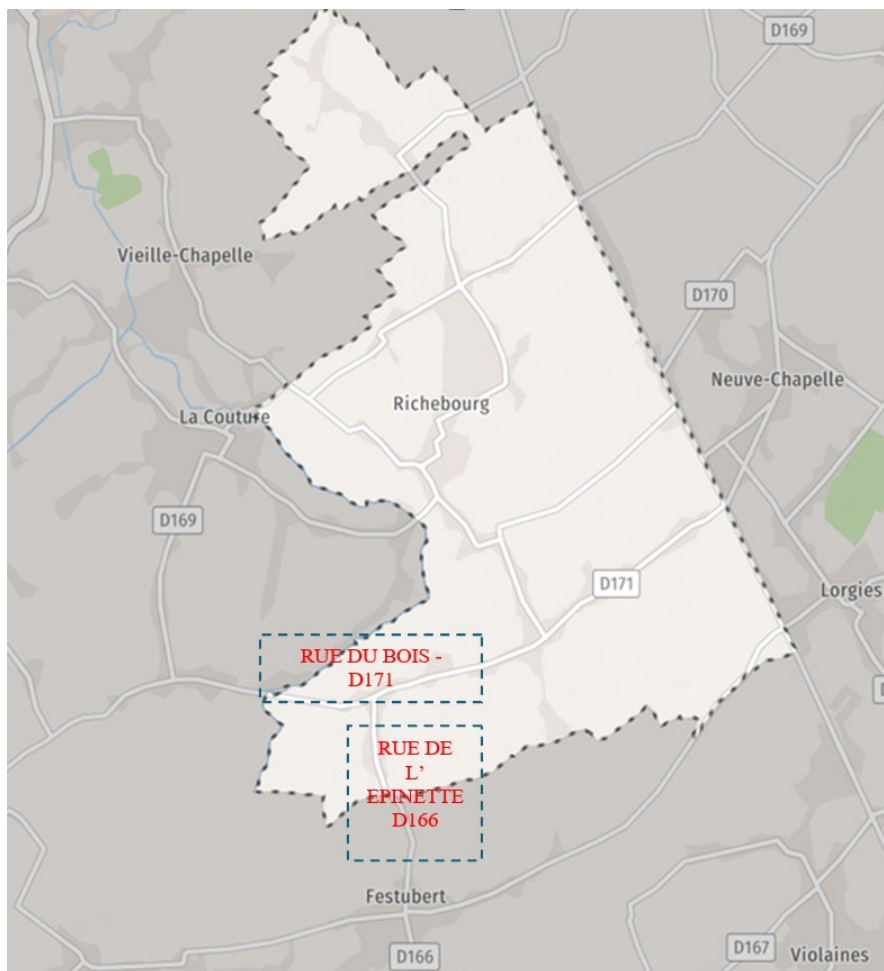 D169
Vieille-Chapelle
D170
Neuve-Chapelle
Richebourg
La Couture
D169
D171
Lorgies
RUE DU BOIS -
D171
RUE DE
L’
EPINETTE
D166
Festubert
D166
D167
Violaines